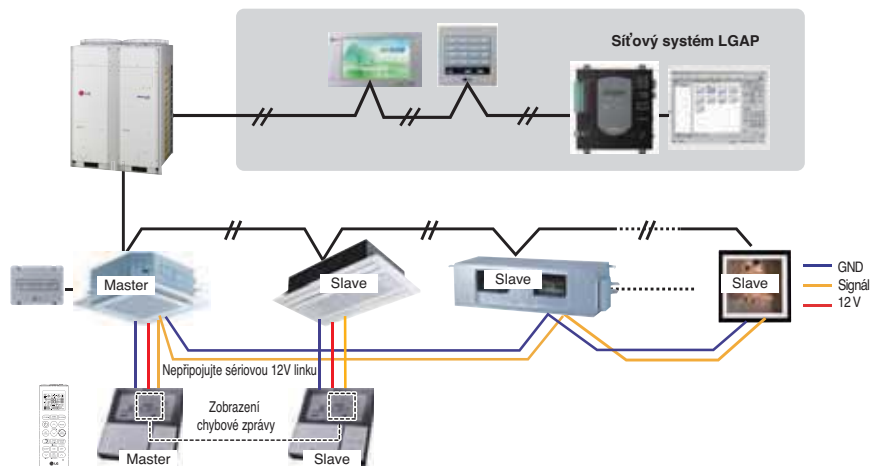 Síťový systém LGAP
Master
Slave
Slave
Slave
GND
Signál
12 V
Nepřipojujte sériovou 12V linku
Zobrazení
chybové zprávy
Master
Slave
LG